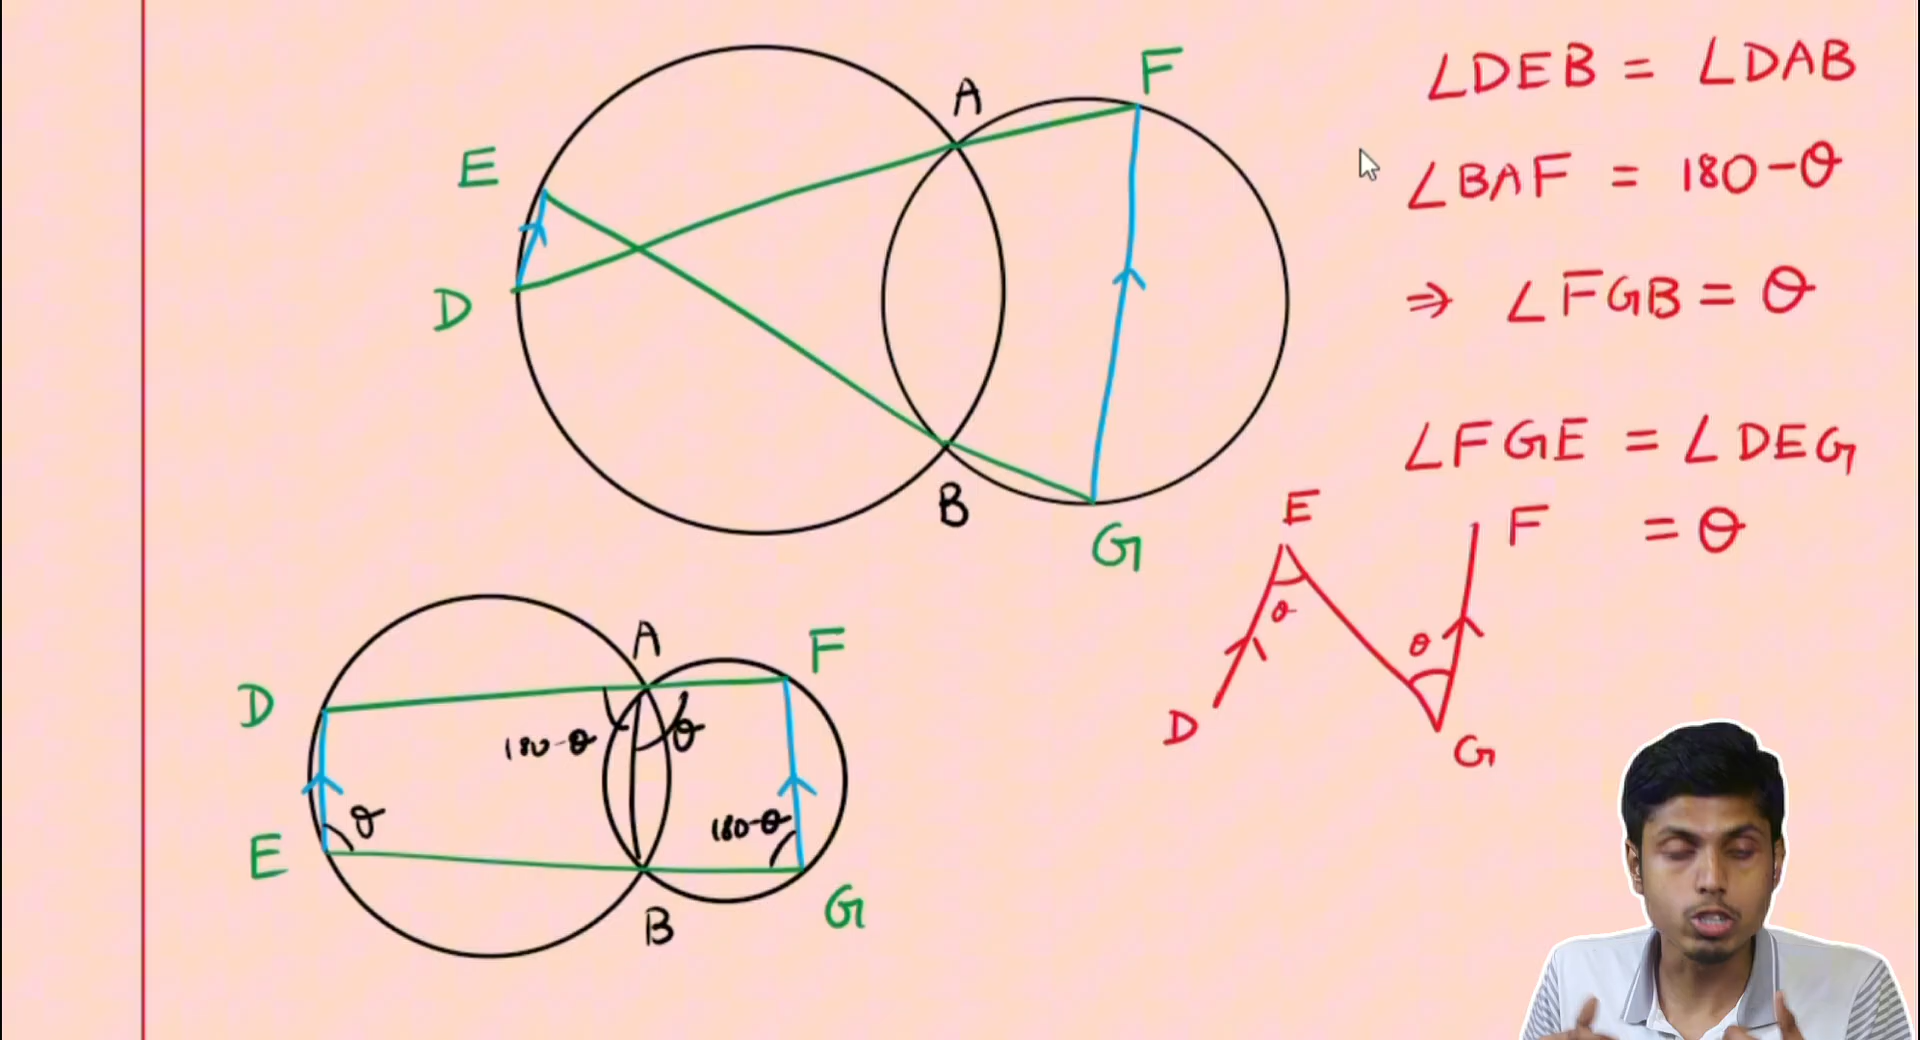 ∠DEB = ∠DAB
∠BAF = 180-θ
⇒ ∠FGB = θ
∠FGE = ∠DEG
= θ
A
F
E
D
B
G
E
F
θ
θ
D
G
A
F
D
180-θ
θ
θ
180-θ
E
B
G